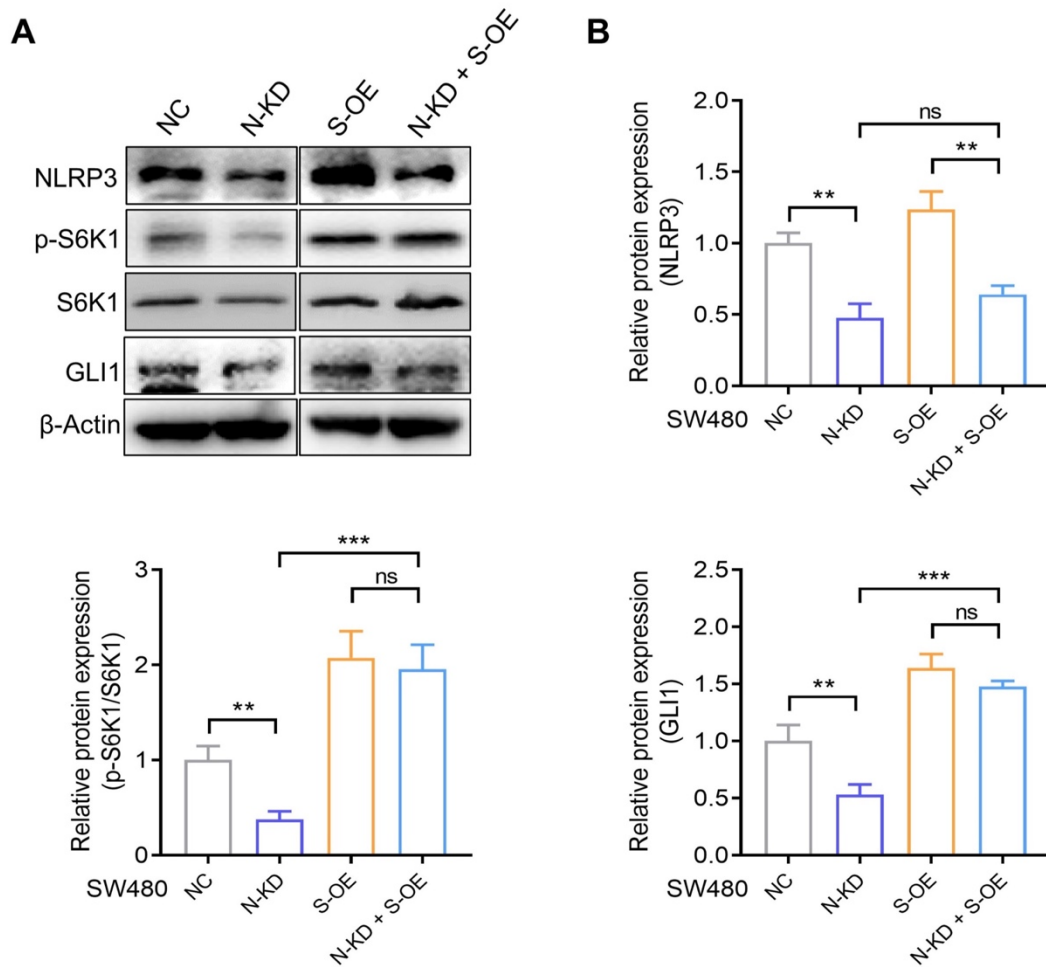 A
NC
N-KD
S-OE
N-KD + S-OE
NLRP3
p-S6K1
S6K1
GLI1
β-Actin
B
Relative protein expression
(NLRP3)
2.0
1.5
1.0
0.5
0.0
ns
**
**
SW480
NC
N-KD
S-OE
N-KD + S-OE
Relative protein expression
(p-S6K1/S6K1)
3
2
1
0
***
ns
**
SW480
NC
N-KD
S-OE
N-KD + S-OE
Relative protein expression
(GLI1)
2.5
2.0
1.5
1.0
0.5
0.0
***
ns
**
SW480
NC
N-KD
S-OE
N-KD + S-OE